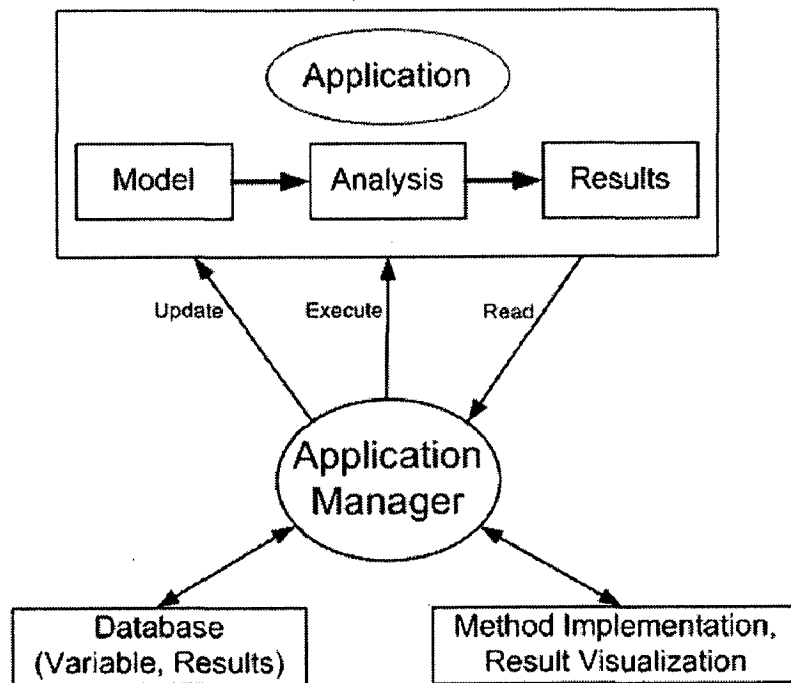 Application
Model
Analysis
Results
Update
Execute
Read
Application
Manager
Database
(Variable, Results)
Method Implementation,
Result Visualization